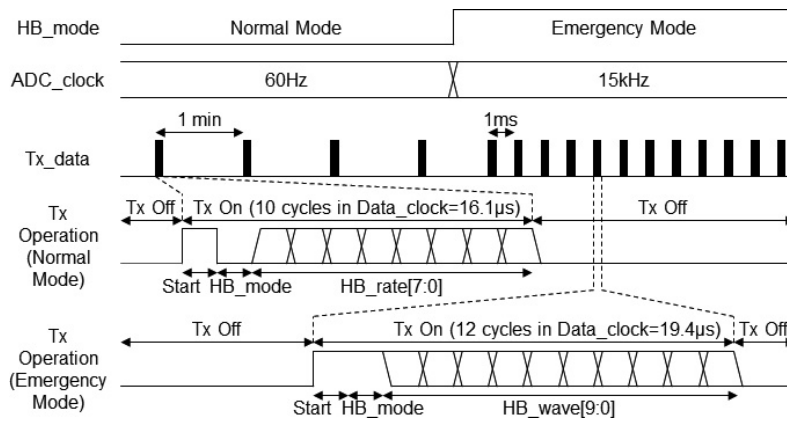 HB_mode Normal Mode Emergency Mode
ADC_clock 60Hz 15kHz
1 min 1ms
Tx_data
Tx Off Tx On (10 cycles in Data_clock=16.1μs) Tx Off
Tx
Operation
(Normal
Mode)
Start HB_mode HB_rate[7:0]
Tx Off Tx On (12 cycles in Data_clock=19.4μs) Tx Off
Tx
Operation
(Emergency
Mode)
Start HB_mode HB_wave[9:0]